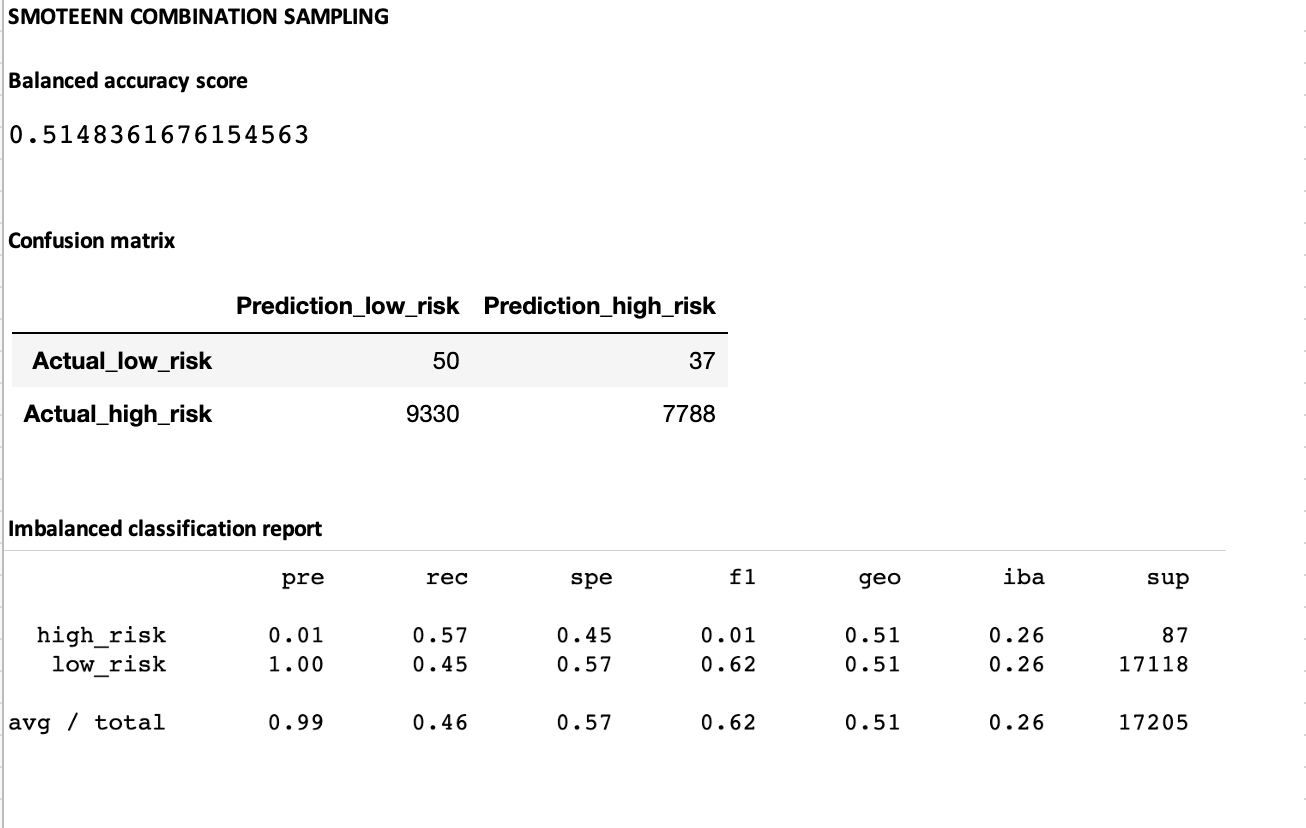 SMOTEENN COMBINATION SAMPLING
Balanced accuracy score
0.5148361676154563
Confusion matrix
Prediction_low_risk Prediction_high_risk
Actual_low_risk 50 37
Actual_high_risk 9330 7788
Imbalanced classification report
pre rec spe f1 geo iba sup
high_risk 0.01 0.57 0.45 0.01 0.51 0.26 87
low_risk 1.00 0.45 0.57 0.62 0.51 0.26 17118
avg / total 0.99 0.46 0.57 0.62 0.51 0.26 17205